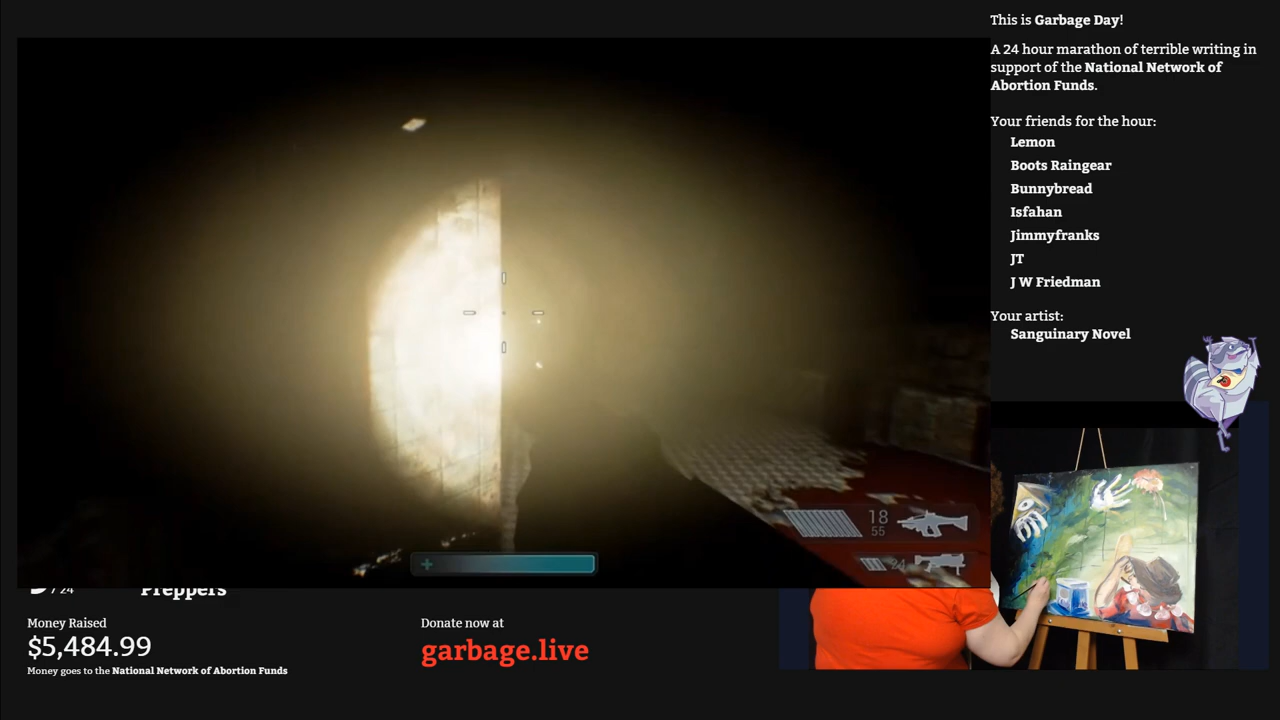 This is Garbage Day!
A 24 hour marathon of terrible writing in
support of the National Network of
Abortion Funds.
Your friends for the hour:
Lemon
Boots Raingear
Bunnybread
Isfahan
Jimmyfranks
JT
J W Friedman
Your artist:
Sanguinary Novel
18
55
24
/ 24
Preppers
Money Raised
$5,484.99
Money goes to the National Network of Abortion Funds
Donate now at
garbage.live